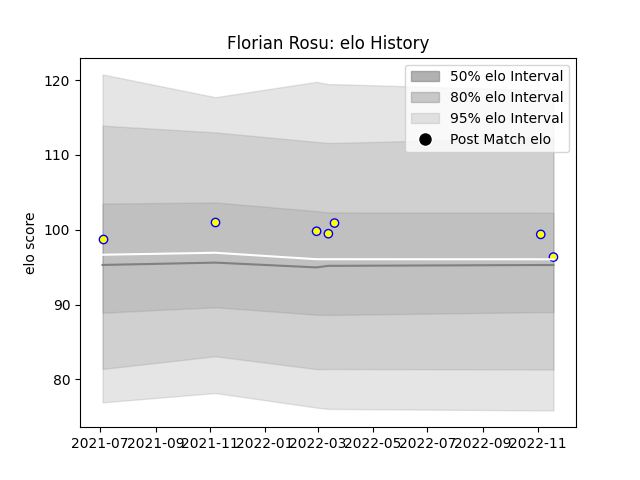 Florian Rosu: elo History
120
110
100
90
80
elo score
50% elo Interval
80% elo Interval
95% elo Interval
Post Match elo
2021-07
2021-09
2021-11
2022-01
2022-03
2022-05
2022-07
2022-09
2022-11